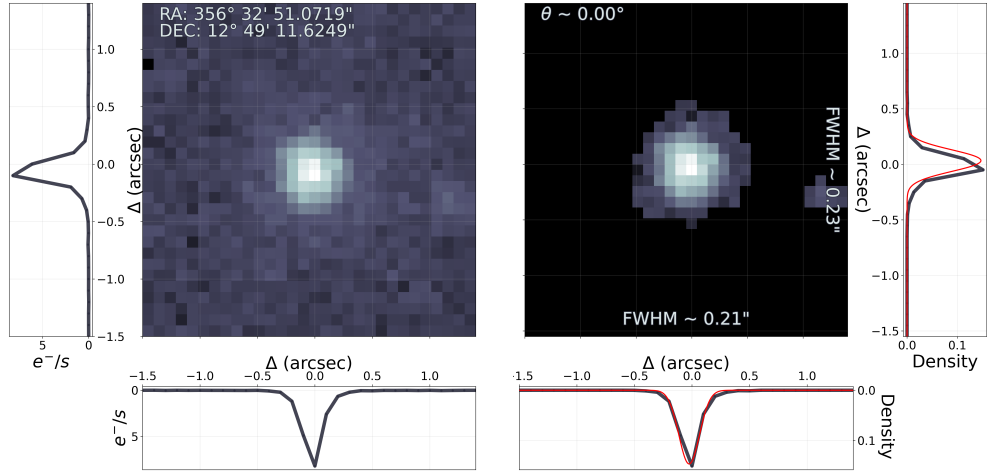 RA: 356° 32' 51.0719"
DEC: 12° 49' 11.6249"
θ ~ 0.00°
1.0
0.5
0.0
−0.5
−1.0
−1.5
Δ (arcsec)
5 0
e⁻/s
FWHM ~ 0.23"
FWHM ~ 0.21"
Δ (arcsec)
1.0
0.5
0.0
−0.5
−1.0
−1.5
0.0 0.1
Density
Δ (arcsec)
−1.5 −1.0 −0.5 0.0 0.5 1.0
0
5
e⁻/s
Δ (arcsec)
−1.5 −1.0 −0.5 0.0 0.5 1.0
0.0
0.1
Density